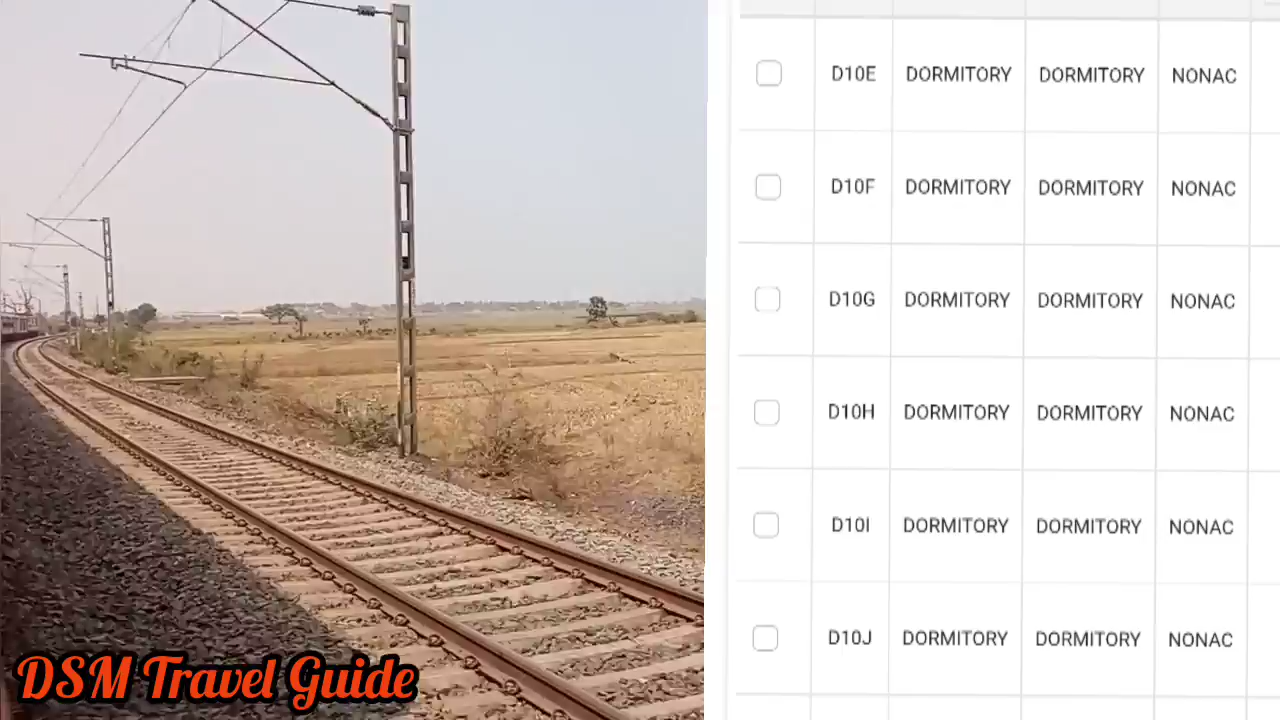 D10E DORMITORY DORMITORY NONAC
D10F DORMITORY DORMITORY NONAC
D10G DORMITORY DORMITORY NONAC
D10H DORMITORY DORMITORY NONAC
D10I DORMITORY DORMITORY NONAC
D10J DORMITORY DORMITORY NONAC
DSM Travel Guide